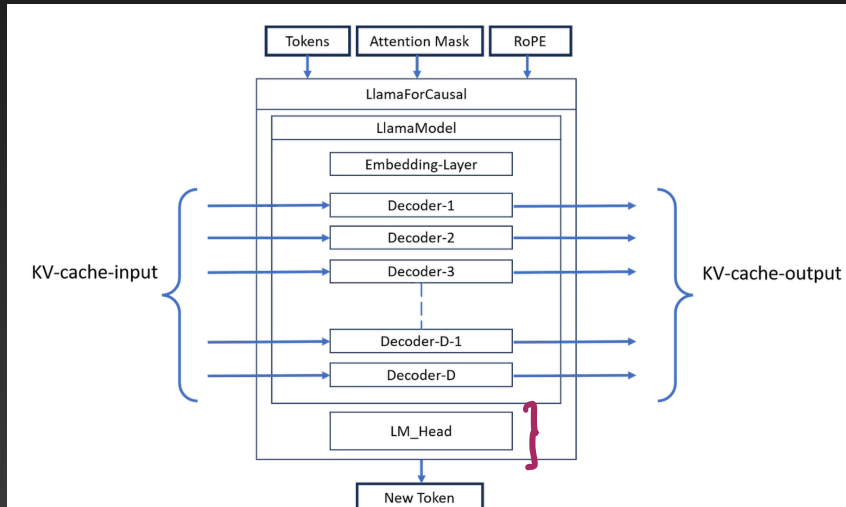 Tokens
Attention Mask
RoPE
LlamaForCausal
LlamaModel
Embedding-Layer
Decoder-1
Decoder-2
Decoder-3
KV-cache-input
KV-cache-output
Decoder-D-1
Decoder-D
LM_Head
New Token